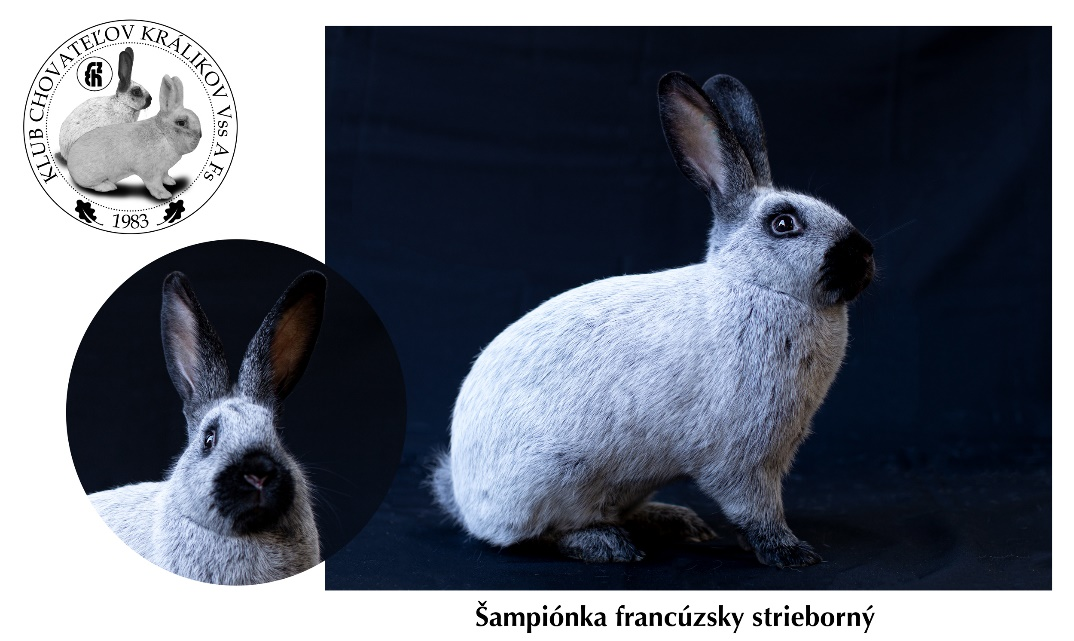 KLUB CHOVATEĽOV KRÁLIKOV Vss A Fs
1983
Šampiónka francúzsky strieborný